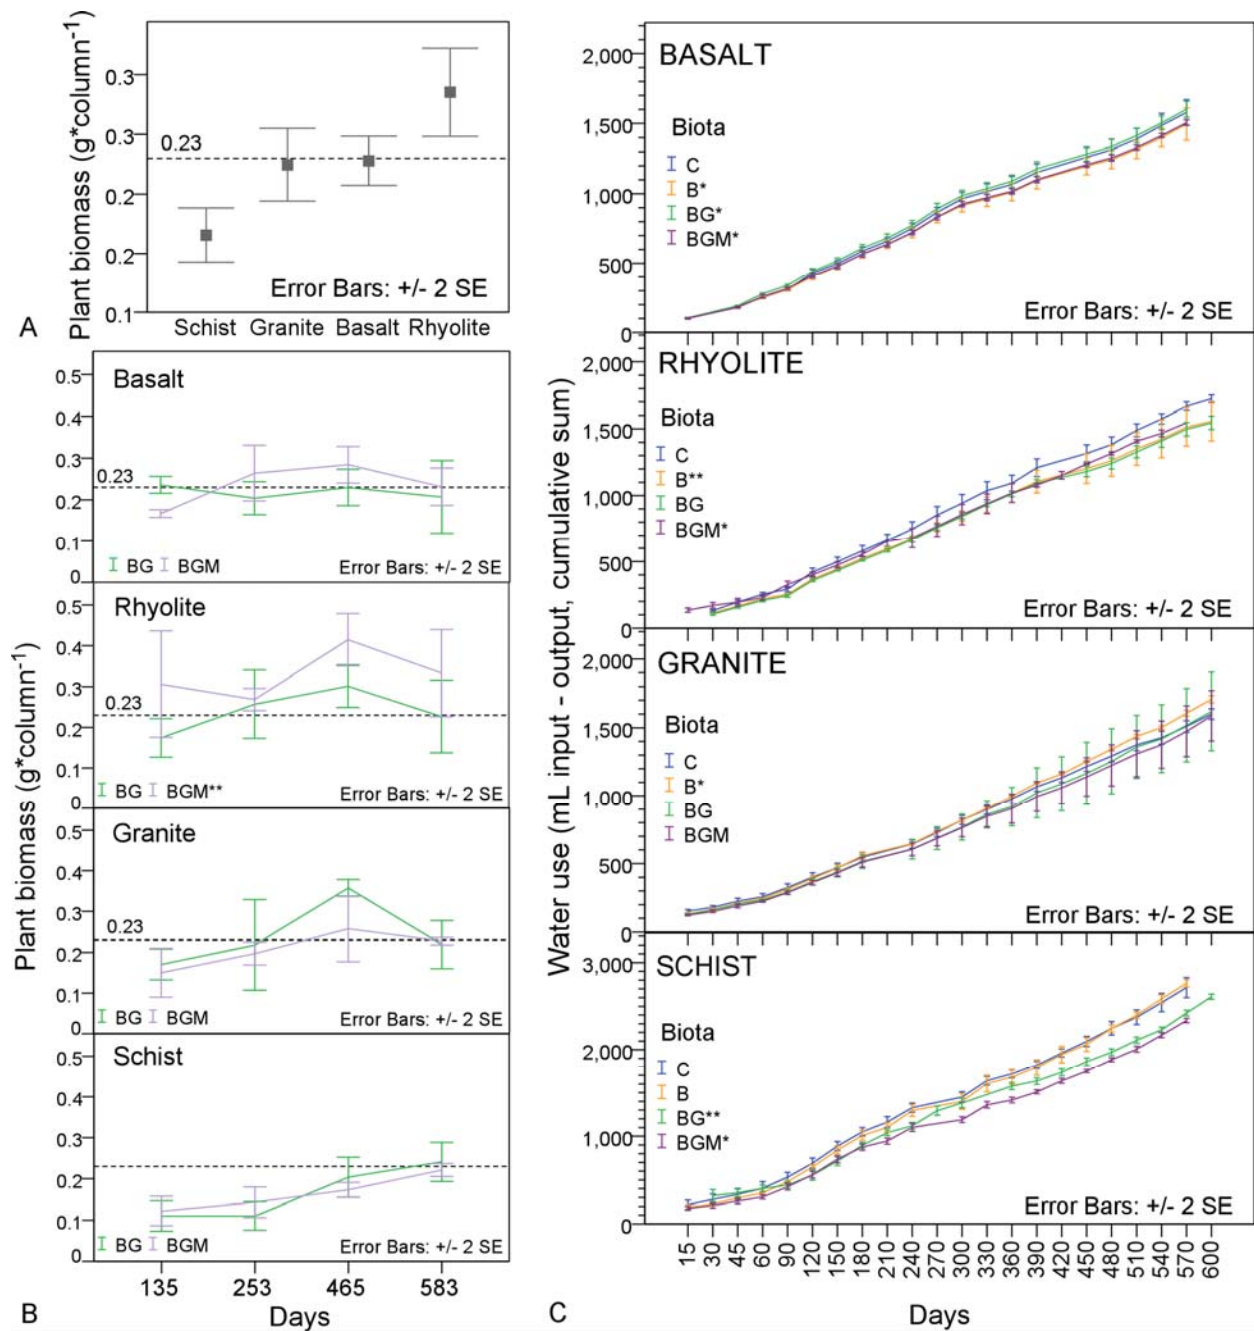 Plant biomass (g*column-1)
0.3
0.3
0.2
0.2
0.1
0.23
Error Bars: +/- 2 SE
Schist Granite Basalt Rhyolite
A
Plant biomass (g*column-1)
Basalt
0.5
0.4
0.3
0.2
0.1
0
0.23
BG BGM
Error Bars: +/- 2 SE
Rhyolite
0.5
0.4
0.3
0.2
0.1
0
0.23
BG BGM**
Error Bars: +/- 2 SE
Granite
0.5
0.4
0.3
0.2
0.1
0
0.23
BG BGM
Error Bars: +/- 2 SE
Schist
0.5
0.4
0.3
0.2
0.1
0
BG BGM
Error Bars: +/- 2 SE
135 253 465 583
Days
B
Water use (mL input - output, cumulative sum)
BASALT
2,000
1,500
1,000
500
0
Biota
C
B*
BG*
BGM*
Error Bars: +/- 2 SE
RHYOLITE
2,000
1,500
1,000
500
0
Biota
C
B**
BG
BGM*
Error Bars: +/- 2 SE
GRANITE
2,000
1,500
1,000
500
0
Biota
C
B*
BG
BGM
Error Bars: +/- 2 SE
SCHIST
3,000
2,000
1,000
0
Biota
C
B
BG**
BGM*
Error Bars: +/- 2 SE
15 30 45 60 90 120 150 180 210 240 270 300 330 360 390 420 450 480 510 540 570 600
Days
C